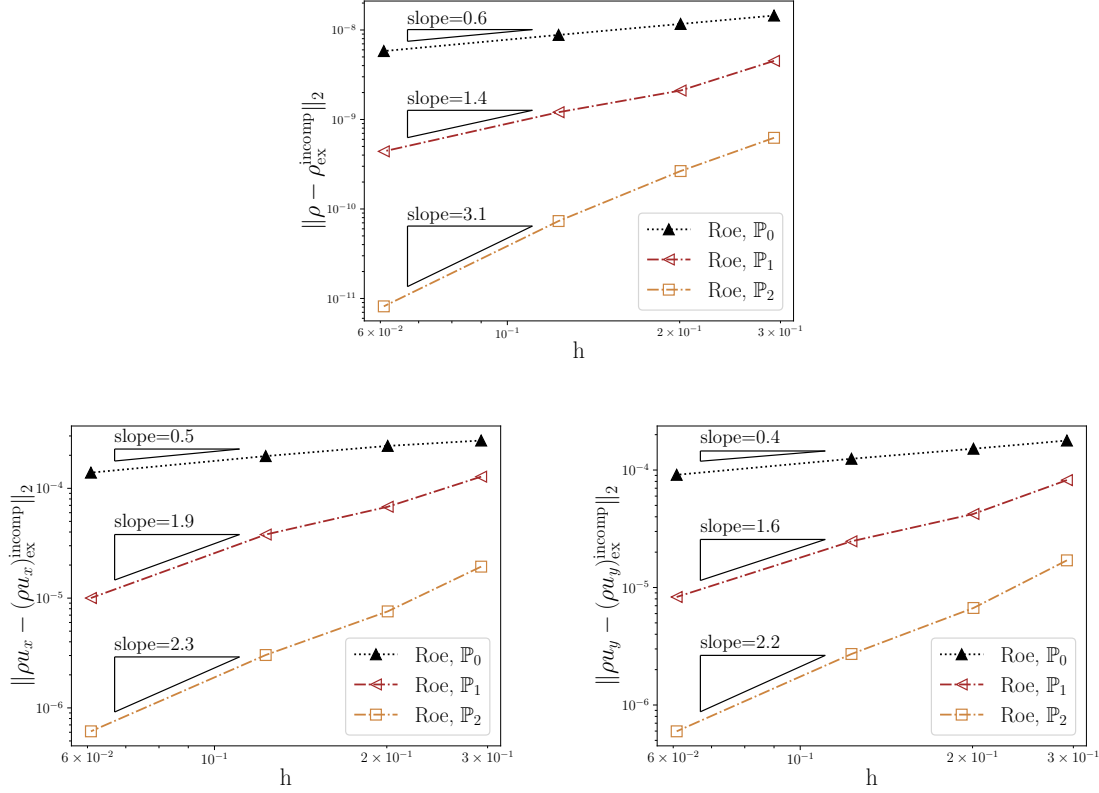 slope=0.6
slope=1.4
slope=3.1
10⁻⁸
10⁻⁹
10⁻¹⁰
10⁻¹¹
||ρ − ρ_ex^incomp||₂
Roe, ℙ₀
Roe, ℙ₁
Roe, ℙ₂
6 × 10⁻² 10⁻¹ 2 × 10⁻¹ 3 × 10⁻¹
h
slope=0.5
slope=1.9
slope=2.3
10⁻⁴
10⁻⁵
10⁻⁶
||ρuₓ − (ρuₓ)_ex^incomp||₂
Roe, ℙ₀
Roe, ℙ₁
Roe, ℙ₂
6 × 10⁻² 10⁻¹ 2 × 10⁻¹ 3 × 10⁻¹
h
slope=0.4
slope=1.6
slope=2.2
10⁻⁴
10⁻⁵
10⁻⁶
||ρu_y − (ρu_y)_ex^incomp||₂
Roe, ℙ₀
Roe, ℙ₁
Roe, ℙ₂
6 × 10⁻² 10⁻¹ 2 × 10⁻¹ 3 × 10⁻¹
h